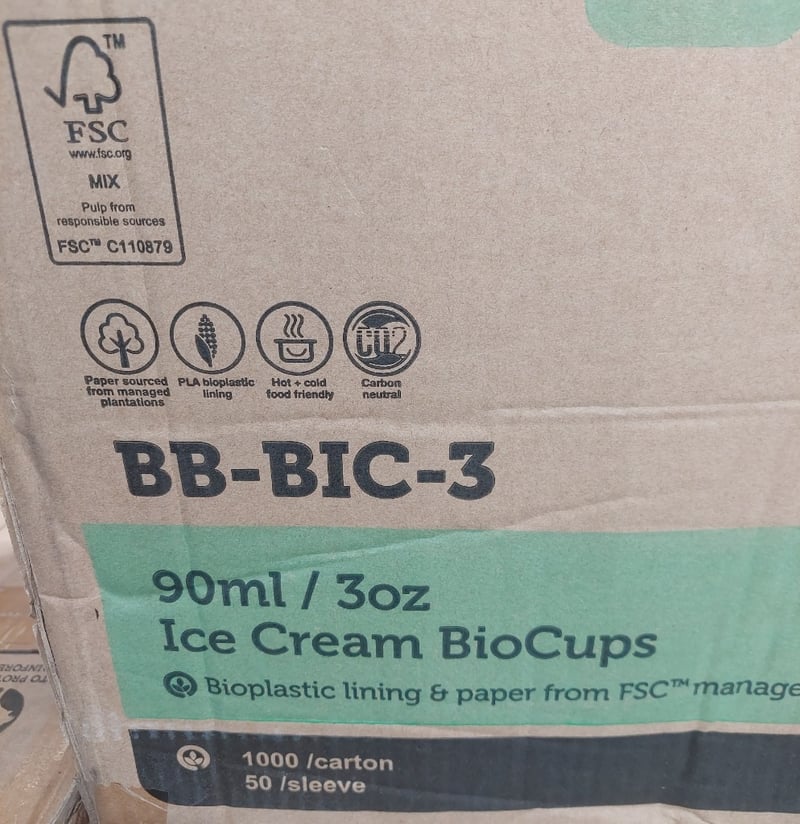 TM
FSC
www.fsc.org
MIX
Pulp from
responsible sources
FSC™ C110879
CO2
Paper sourced
from managed
plantations
PLA bioplastic
lining
Hot + cold
food friendly
Carbon
neutral
BB-BIC-3
90ml / 3oz
Ice Cream BioCups
Bioplastic lining & paper from FSC™ manage
1000 /carton
50 /sleeve